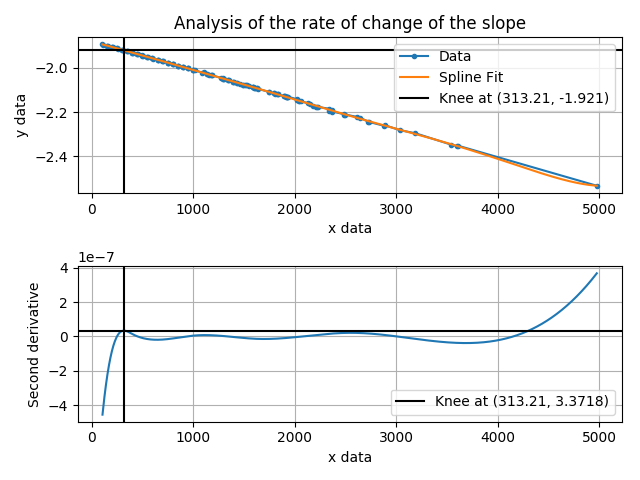 Analysis of the rate of change of the slope
y data
−2.0
−2.2
−2.4
Data
Spline Fit
Knee at (313.21, -1.921)
0 1000 2000 3000 4000 5000
x data
1e−7
Second derivative
4
2
0
−2
−4
Knee at (313.21, 3.3718)
0 1000 2000 3000 4000 5000
x data